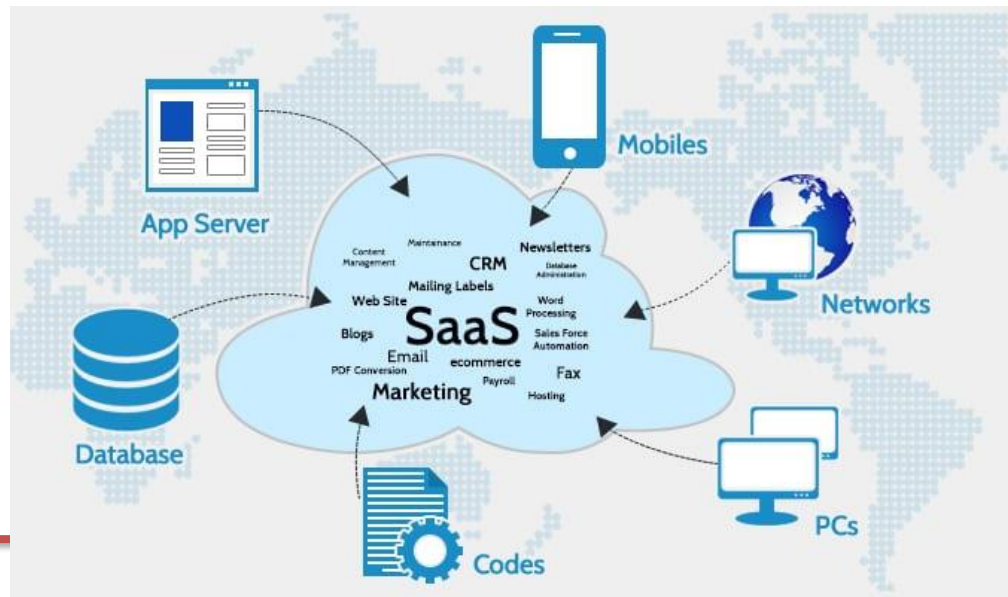 Mobiles
App Server
Maintainance
Newsletters
Content
Management
CRM
Database
Administration
Mailing Labels
Web Site
Word
Processing
SaaS
Blogs
Sales Force
Automation
Email
ecommerce
PDF Conversion
Payroll
Fax
Marketing
Hosting
Networks
Database
PCs
Codes